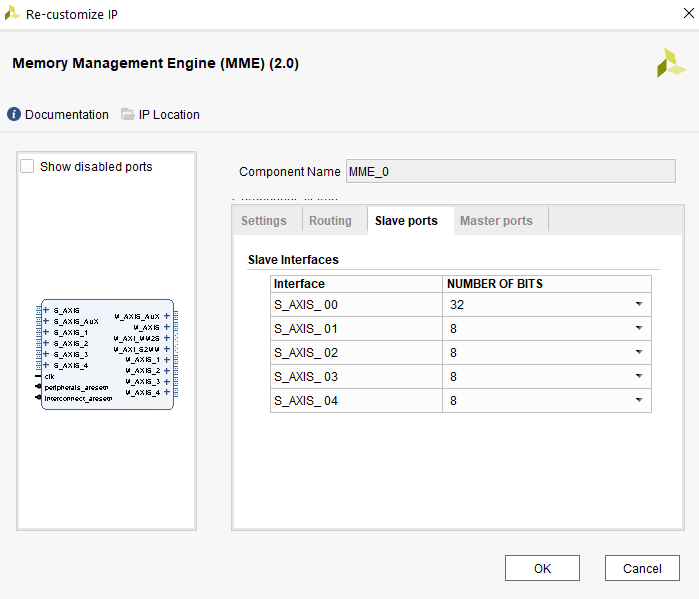 Re-customize IP
Memory Management Engine (MME) (2.0)
Documentation IP Location
Show disabled ports
Component Name MME_0
Settings Routing Slave ports Master ports
Slave Interfaces
Interface NUMBER OF BITS
S_AXIS_ 00 32
S_AXIS_ 01 8
S_AXIS_ 02 8
S_AXIS_ 03 8
S_AXIS_ 04 8
S_AXIS
S_AXIS_AUX
S_AXIS_1
S_AXIS_2
S_AXIS_3
S_AXIS_4
clk
peripherals_aresetn
interconnect_aresetn
M_AXIS_AUX
M_AXIS
M_AXI_MM2S
M_AXI_S2MM
M_AXIS_1
M_AXIS_2
M_AXIS_3
M_AXIS_4
OK Cancel